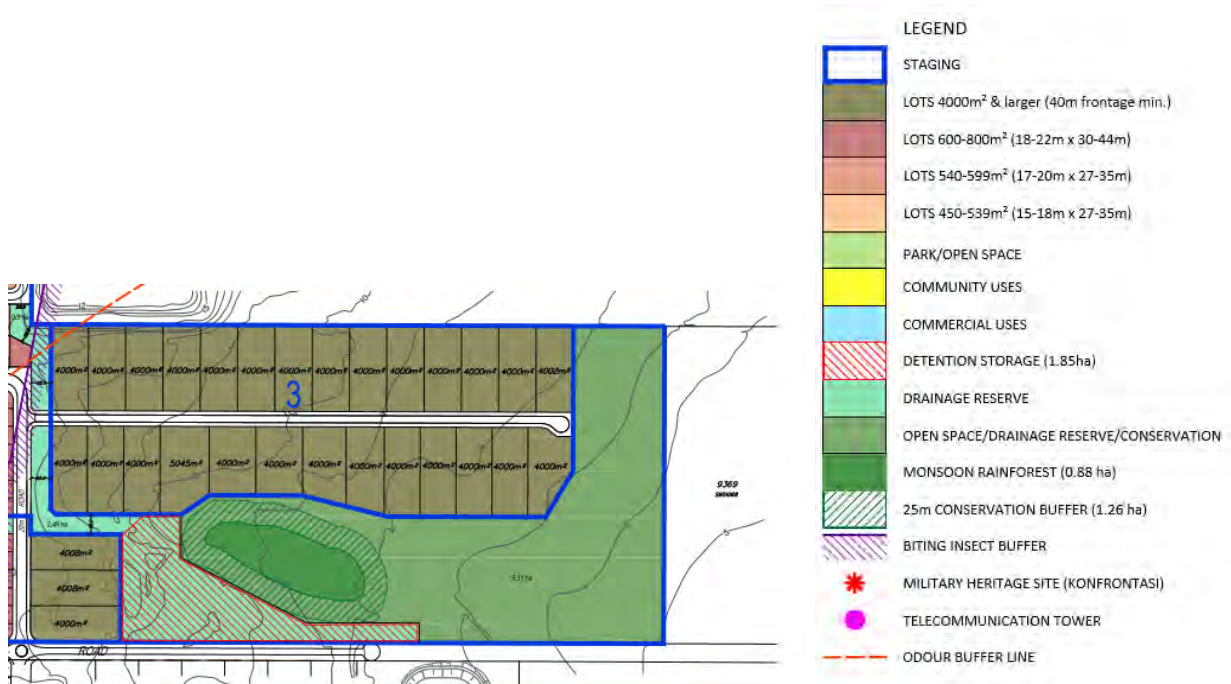 LEGEND
STAGING
LOTS 4000m² & larger (40m frontage min.)
LOTS 600-800m² (18-22m x 30-44m)
LOTS 540-599m² (17-20m x 27-35m)
LOTS 450-539m² (15-18m x 27-35m)
PARK/OPEN SPACE
COMMUNITY USES
COMMERCIAL USES
DETENTION STORAGE (1.85ha)
DRAINAGE RESERVE
OPEN SPACE/DRAINAGE RESERVE/CONSERVATION
MONSOON RAINFOREST (0.88 ha)
25m CONSERVATION BUFFER (1.26 ha)
BITING INSECT BUFFER
MILITARY HERITAGE SITE (KONFRONTASI)
TELECOMMUNICATION TOWER
ODOUR BUFFER LINE
12
4000m² 4000m² 4000m² 4000m² 4000m² 4000m² 4000m² 4000m² 4000m² 4000m² 4000m² 4000m² 4000m² 4002m²
3
4000m² 4000m² 4000m² 5045m² 4000m² 4000m² 4000m² 4000m² 4000m² 4000m² 4000m² 4000m² 4000m²
9369
ROAD
4008m²
4008m²
4000m²
ROAD